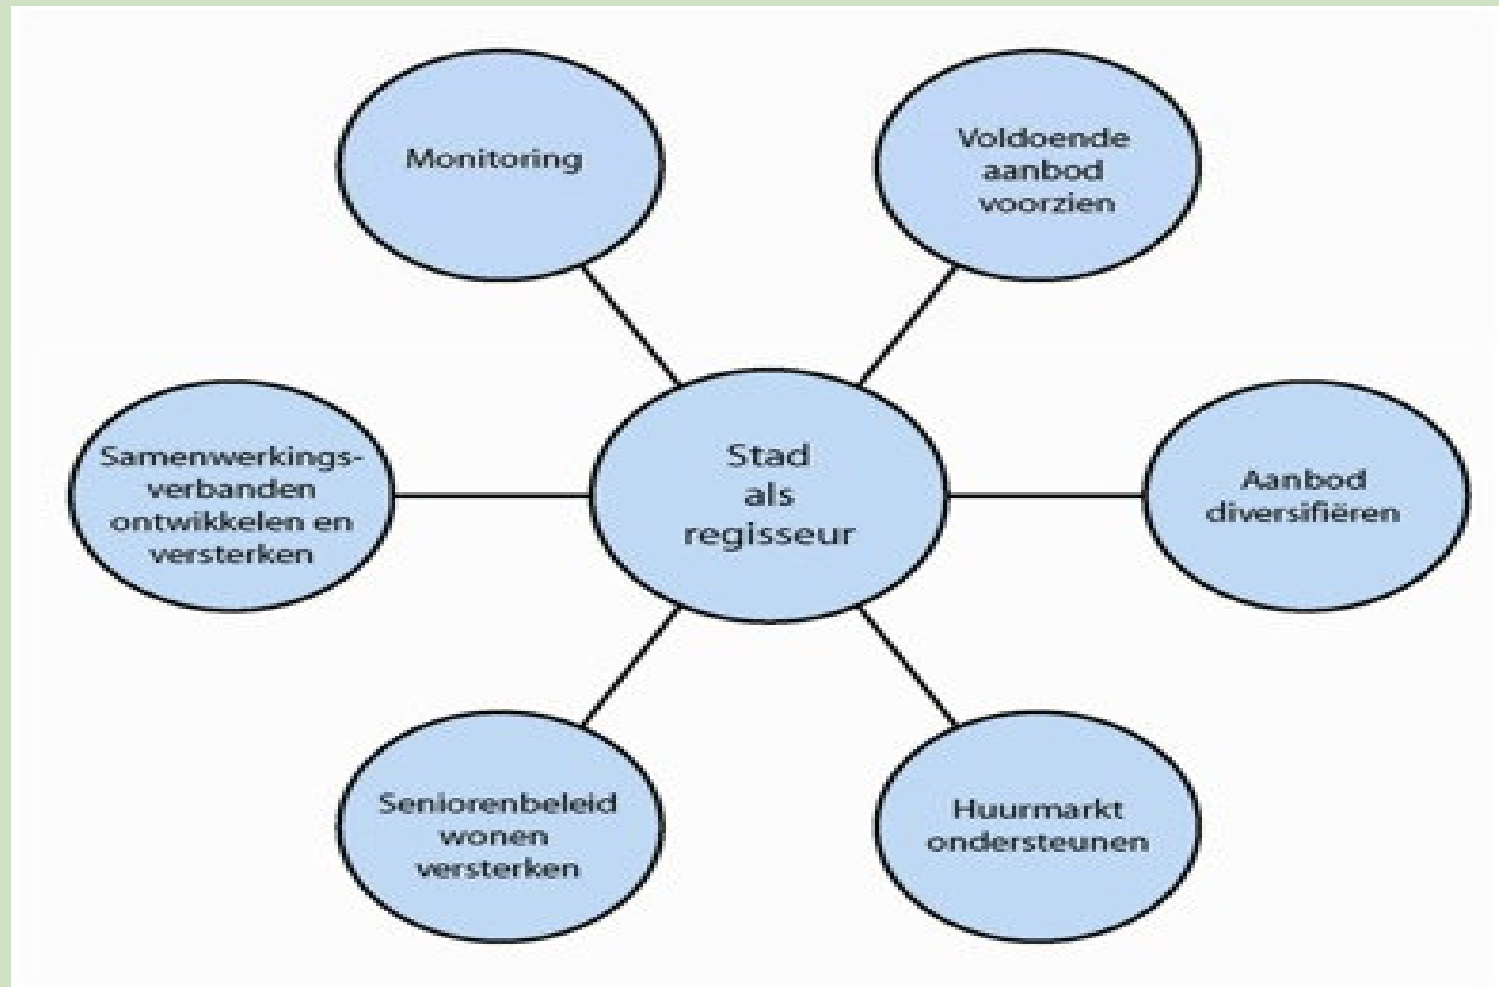 Monitoring
Voldoende
aanbod
voorzien
Samenwerkings-
verbanden
ontwikkelen en
versterken
Stad
als
regisseur
Aanbod
diversifiëren
Seniorenbeleid
wonen
versterken
Huurmarkt
ondersteunen